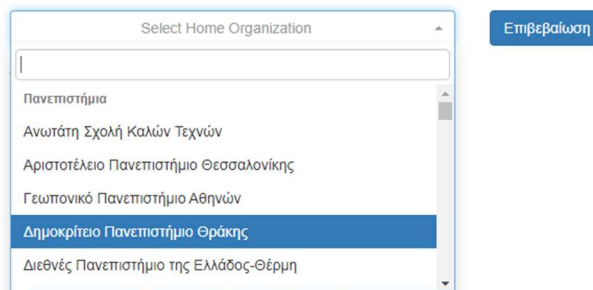 Select Home Organization
Επιβεβαίωση
Πανεπιστήμια
Ανωτάτη Σχολή Καλών Τεχνών
Αριστοτέλειο Πανεπιστήμιο Θεσσαλονίκης
Γεωπονικό Πανεπιστήμιο Αθηνών
Δημοκρίτειο Πανεπιστήμιο Θράκης
Διεθνές Πανεπιστήμιο της Ελλάδος-Θέρμη